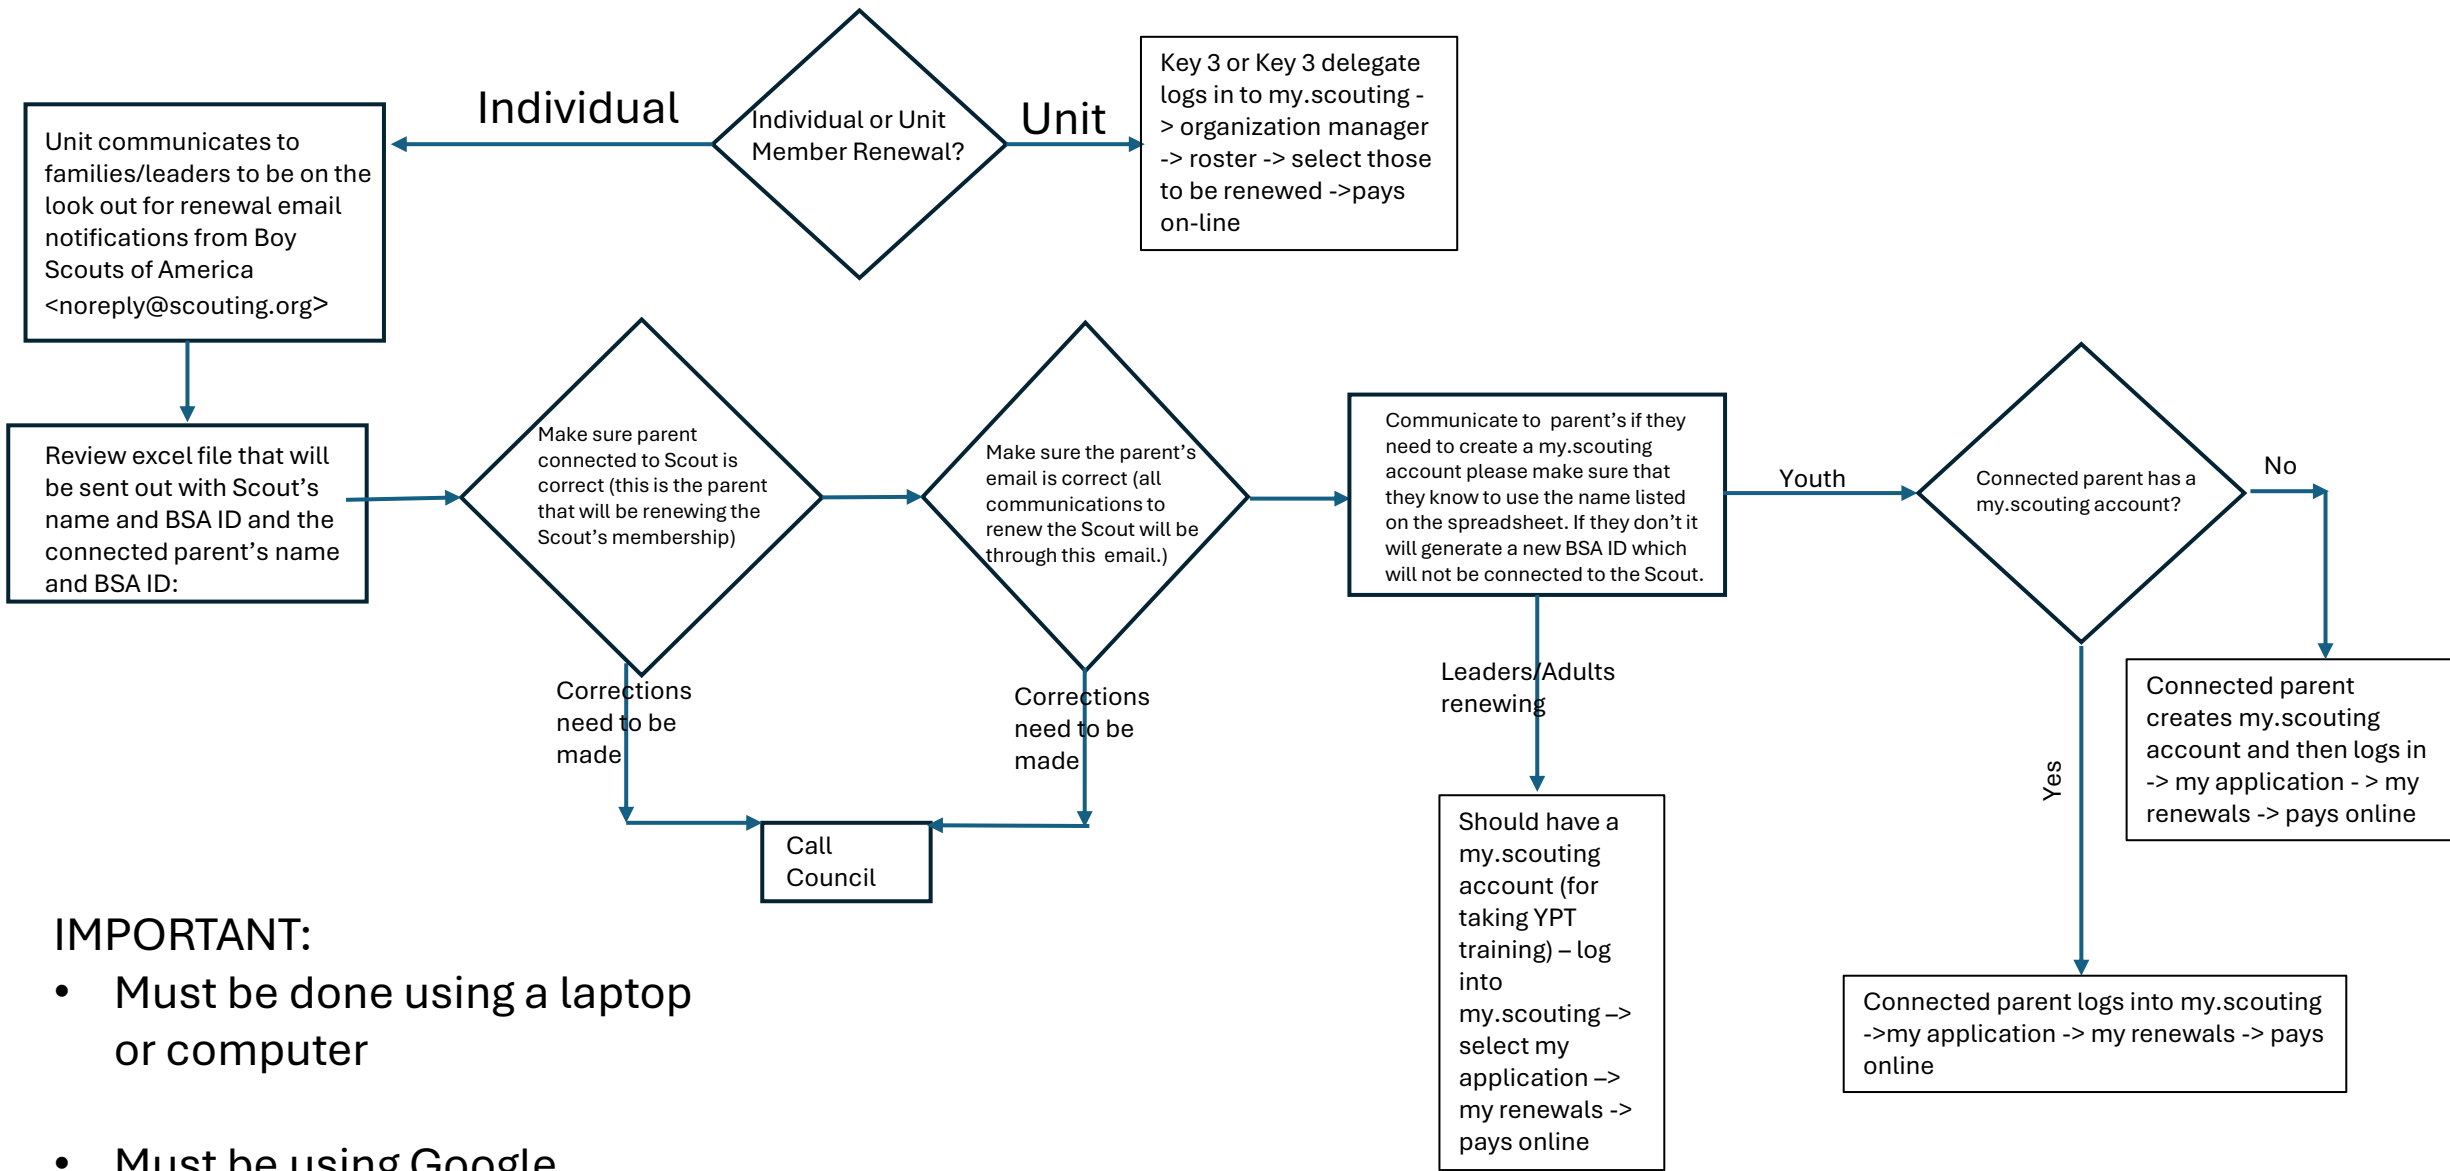 Individual or Unit
Member Renewal?
Individual
Unit
Key 3 or Key 3 delegate
logs in to my.scouting -
> organization manager
-> roster -> select those
to be renewed ->pays
on-line
Unit communicates to
families/leaders to be on the
look out for renewal email
notifications from Boy
Scouts of America
<noreply@scouting.org>
Review excel file that will
be sent out with Scout’s
name and BSA ID and the
connected parent’s name
and BSA ID:
Make sure parent
connected to Scout is
correct (this is the parent
that will be renewing the
Scout’s membership)
Make sure the parent’s
email is correct (all
communications to
renew the Scout will be
through this  email.)
Communicate to  parent’s if they
need to create a my.scouting
account please make sure that
they know to use the name listed
on the spreadsheet. If they don’t it
will generate a new BSA ID which
will not be connected to the Scout.
Youth
Connected parent has a
my.scouting account?
No
Corrections
need to be
made
Corrections
need to be
made
Leaders/Adults
renewing
Yes
Connected parent
creates my.scouting
account and then logs in
-> my application - > my
renewals -> pays online
Call
Council
Should have a
my.scouting
account (for
taking YPT
training) – log
into
my.scouting –>
select my
application –>
my renewals ->
pays online
Connected parent logs into my.scouting
->my application -> my renewals -> pays
online
IMPORTANT:
• Must be done using a laptop
or computer
• Must be using Google